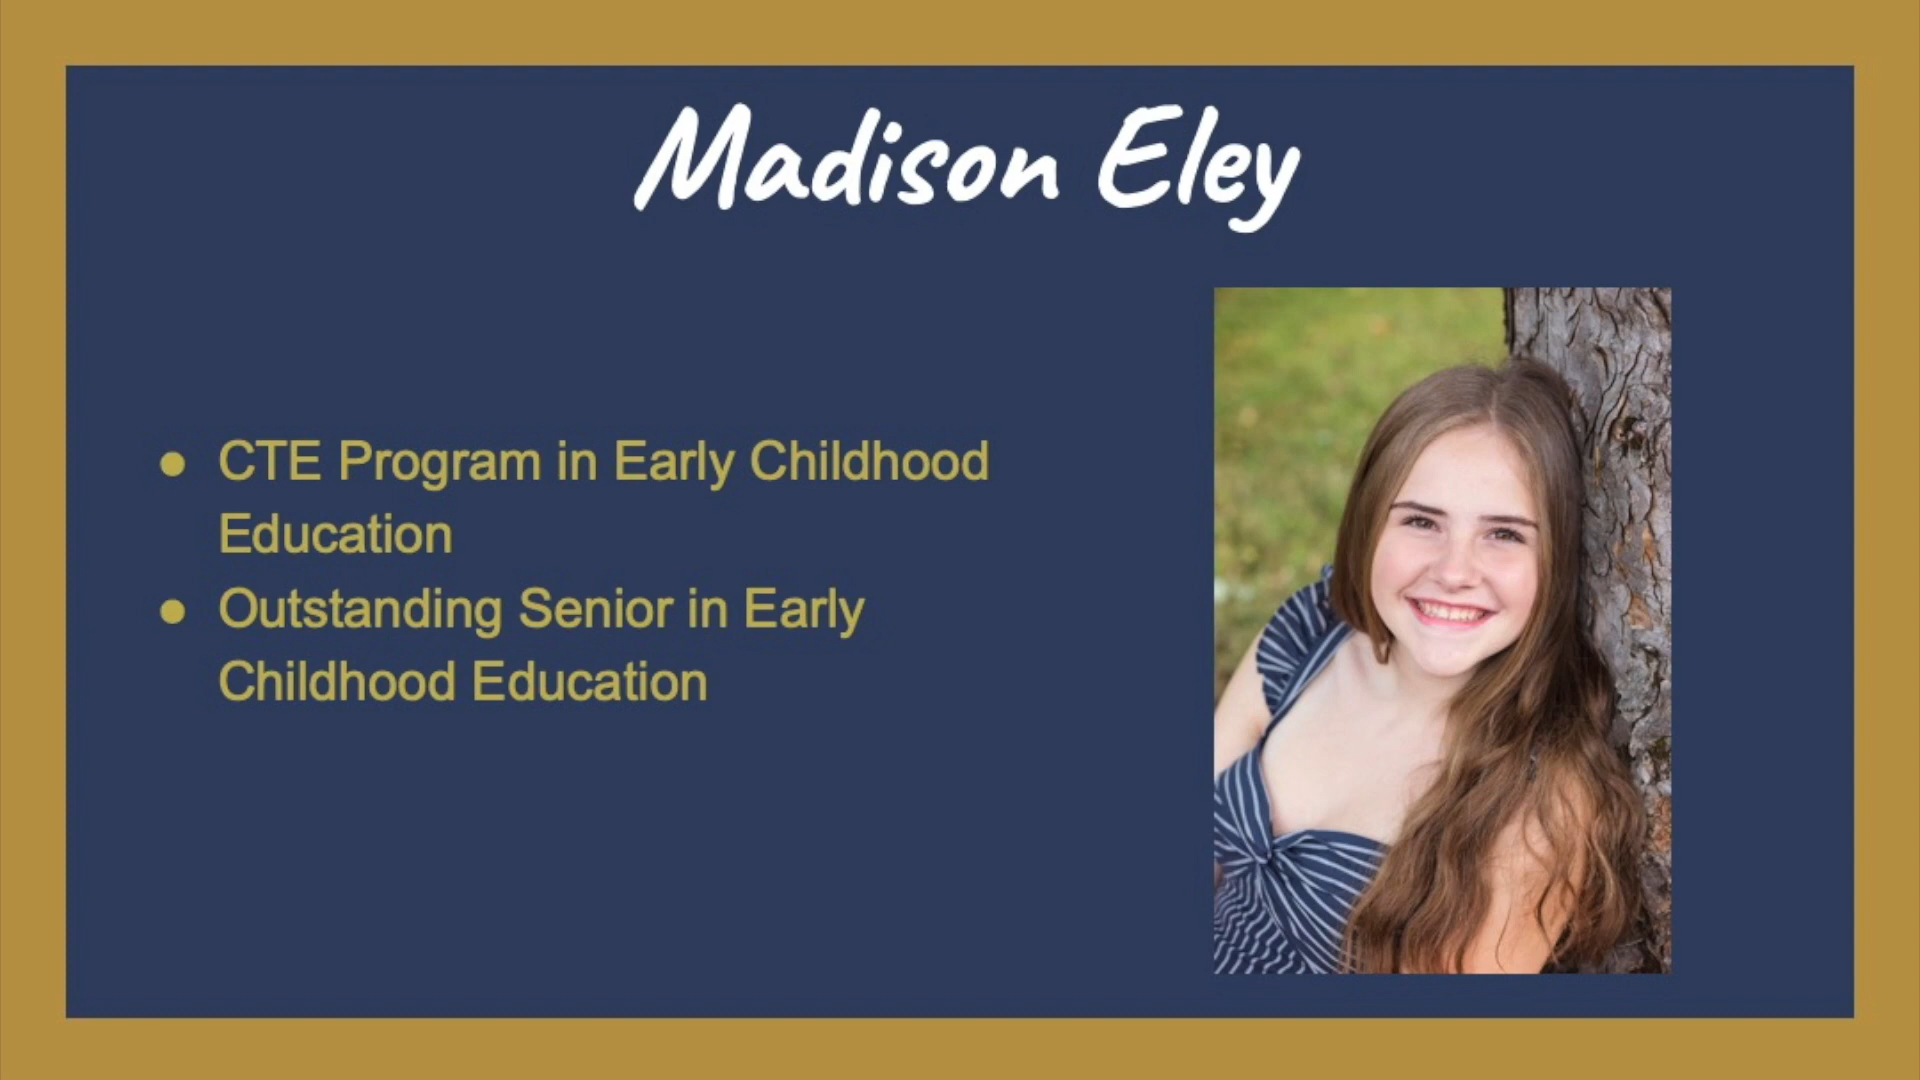 Madison Eley
● CTE Program in Early Childhood
Education
● Outstanding Senior in Early
Childhood Education